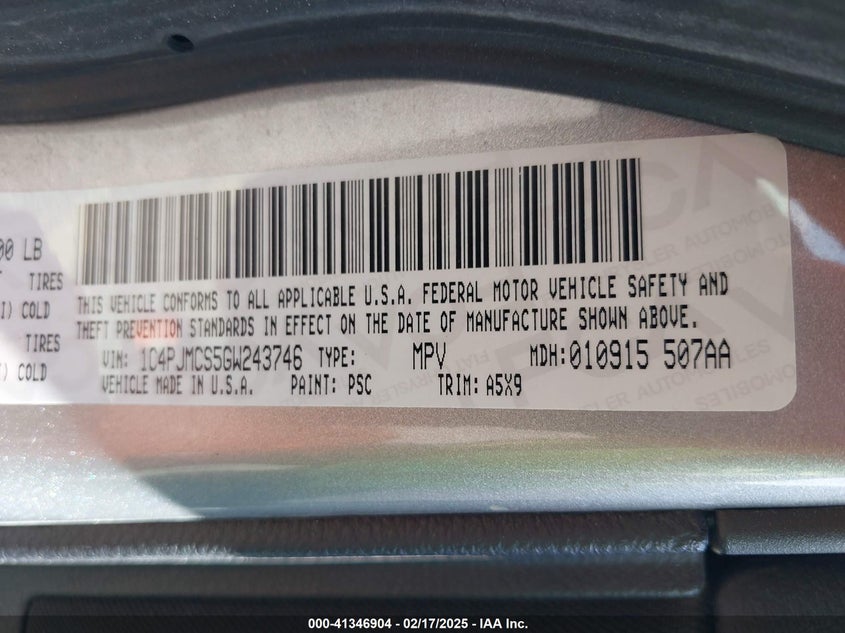 00 LB
TIRES
I) COLD
TIRES
) COLD
THIS VEHICLE CONFORMS TO ALL APPLICABLE U.S.A. FEDERAL MOTOR VEHICLE SAFETY AND
THEFT PREVENTION STANDARDS IN EFFECT ON THE DATE OF MANUFACTURE SHOWN ABOVE.
VIN: 1C4PJMCS5GW243746 TYPE: MPV MDH:010915 507AA
VEHICLE MADE IN U.S.A. PAINT: PSC TRIM: A5X9
000-41346904 - 02/17/2025 - IAA Inc.